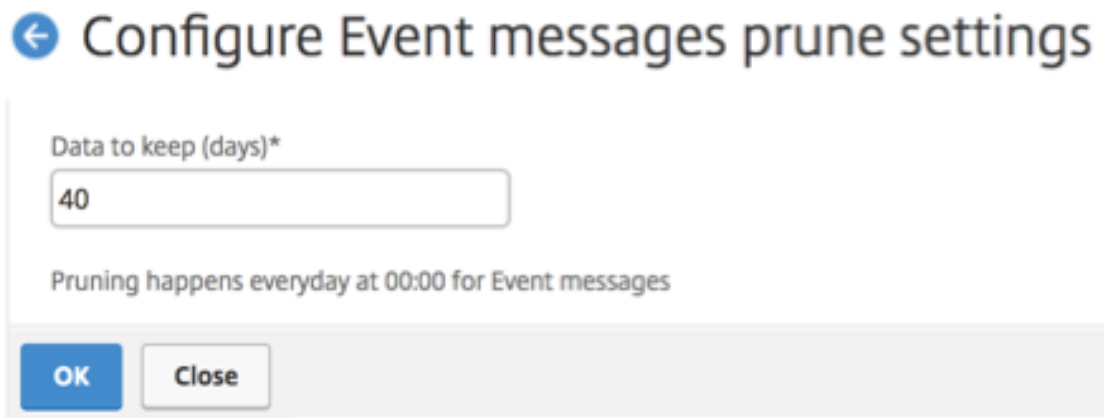 Configure Event messages prune settings
Data to keep (days)*
40
Pruning happens everyday at 00:00 for Event messages
OK Close